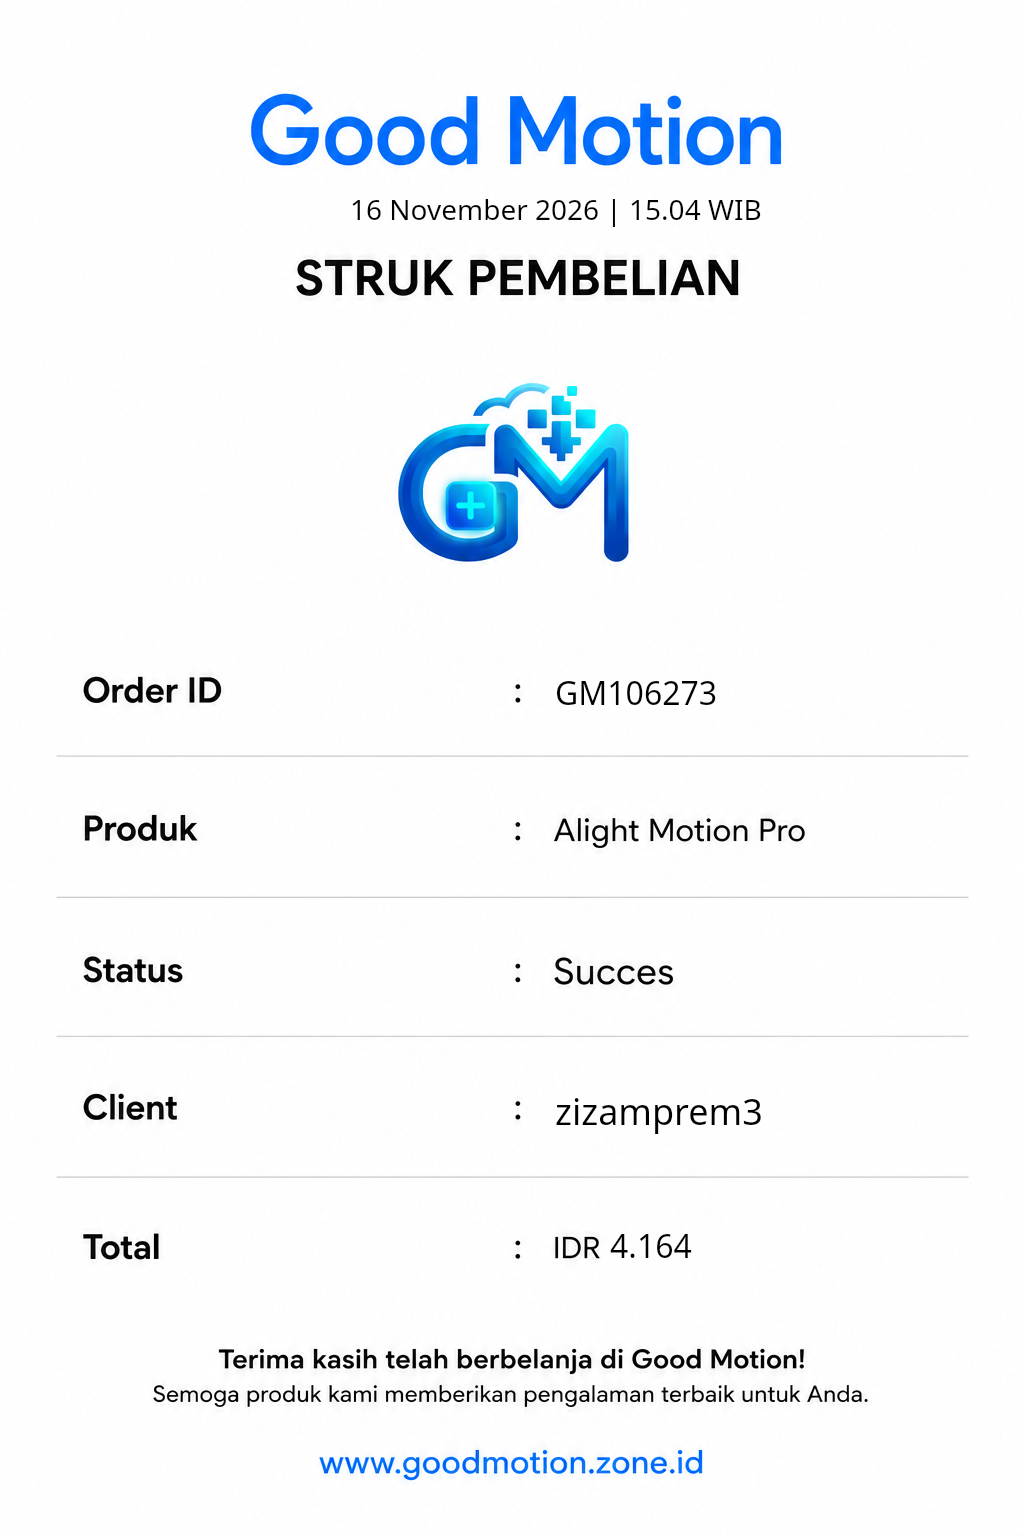 Good Motion
16 November 2026 | 15.04 WIB
STRUK PEMBELIAN
GM
Order ID : GM106273
Produk : Alight Motion Pro
Status : Succes
Client : zizamprem3
Total : IDR 4.164
Terima kasih telah berbelanja di Good Motion!
Semoga produk kami memberikan pengalaman terbaik untuk Anda.
www.goodmotion.zone.id